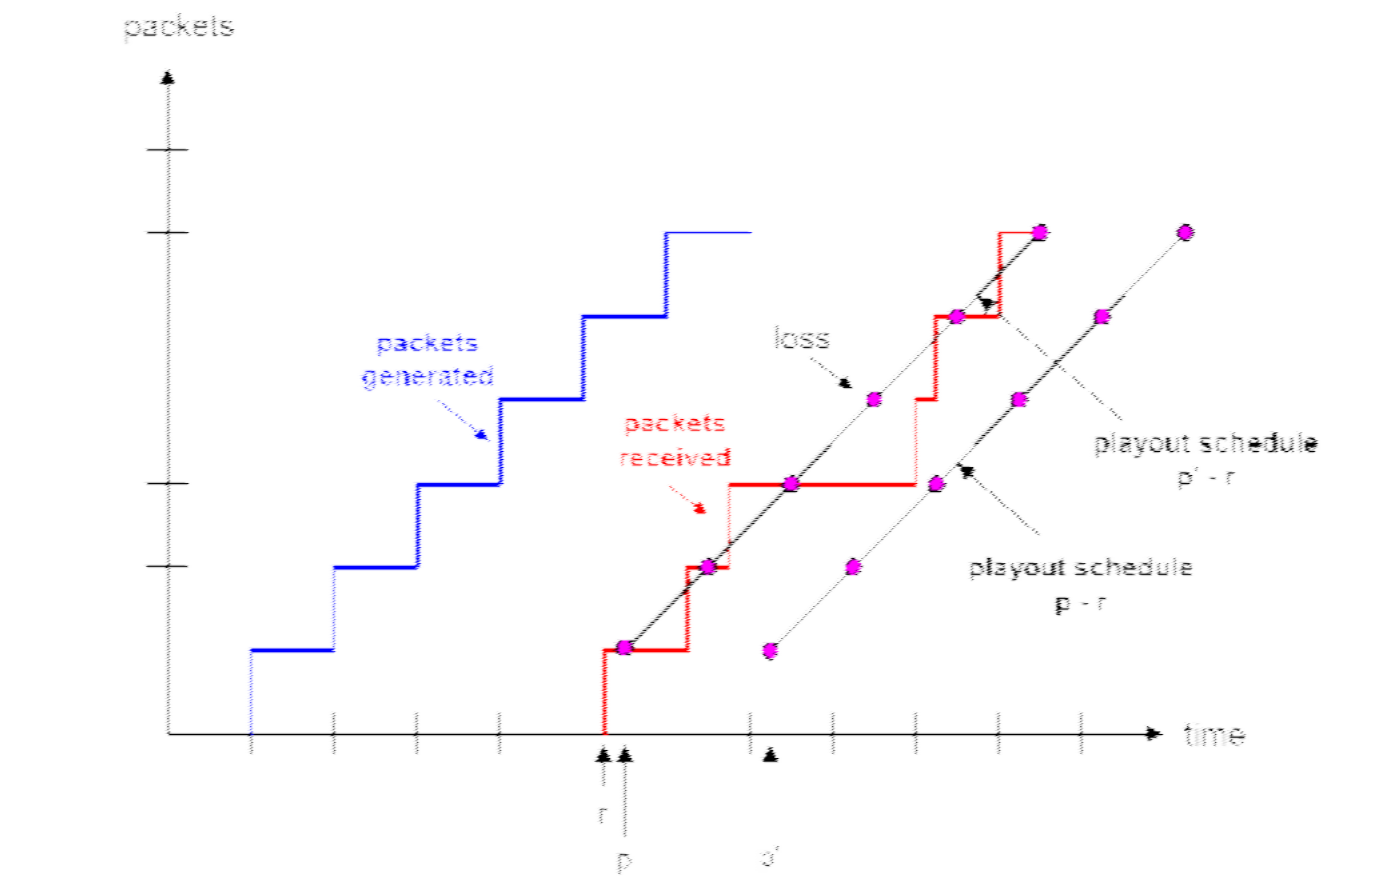 packets
loss
packets
generated
packets
received
playout schedule
p' - r
playout schedule
p - r
time
r
p